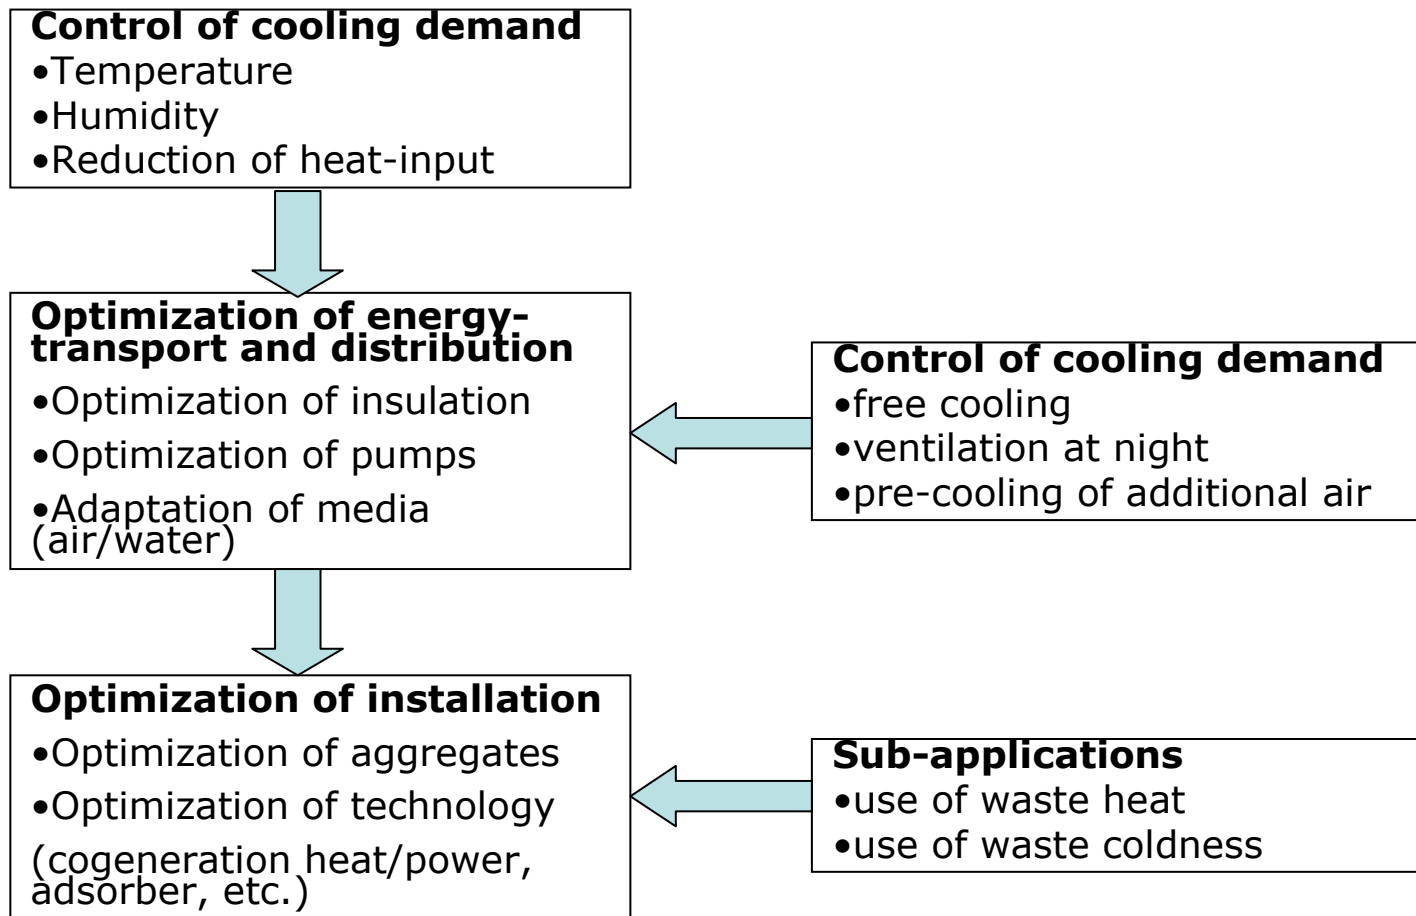 Control of cooling demand
•Temperature
•Humidity
•Reduction of heat-input
Optimization of energy-
transport and distribution
•Optimization of insulation
•Optimization of pumps
•Adaptation of media
(air/water)
Control of cooling demand
•free cooling
•ventilation at night
•pre-cooling of additional air
Optimization of installation
•Optimization of aggregates
•Optimization of technology
(cogeneration heat/power,
adsorber, etc.)
Sub-applications
•use of waste heat
•use of waste coldness